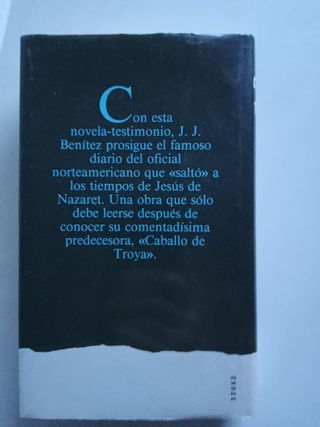 Con esta
novela-testimonio, J. J.
Benítez prosigue el famoso
diario del oficial
norteamericano que «saltó» a
los tiempos de Jesús de
Nazaret. Una obra que sólo
debe leerse después de
conocer su comentadísima
predecesora, «Caballo de
Troya».
32662